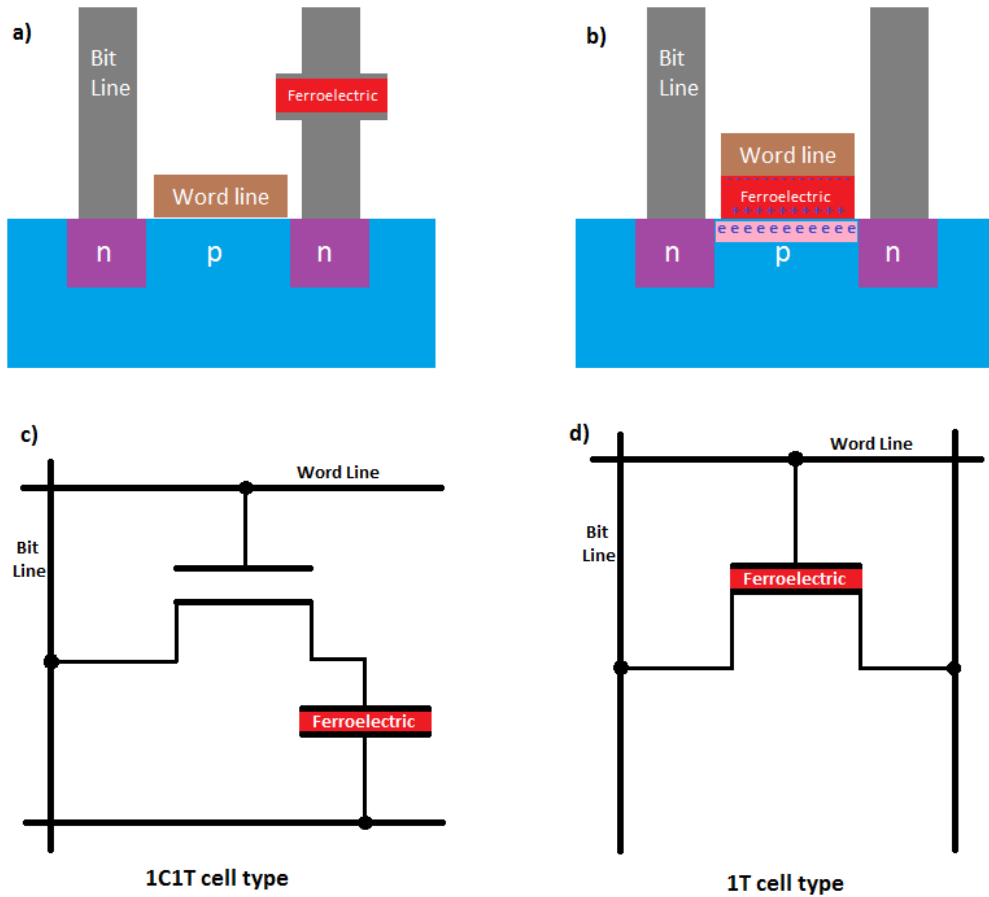 a)
Bit
Line
Ferroelectric
Word line
n
p
n
b)
Bit
Line
Word line
- - - - - - - - - -
Ferroelectric
+ + + + + + + + + +
e e e e e e e e e e e
n
p
n
c)
Word Line
Bit
Line
Ferroelectric
1C1T cell type
d)
Word Line
Bit
Line
Ferroelectric
1T cell type